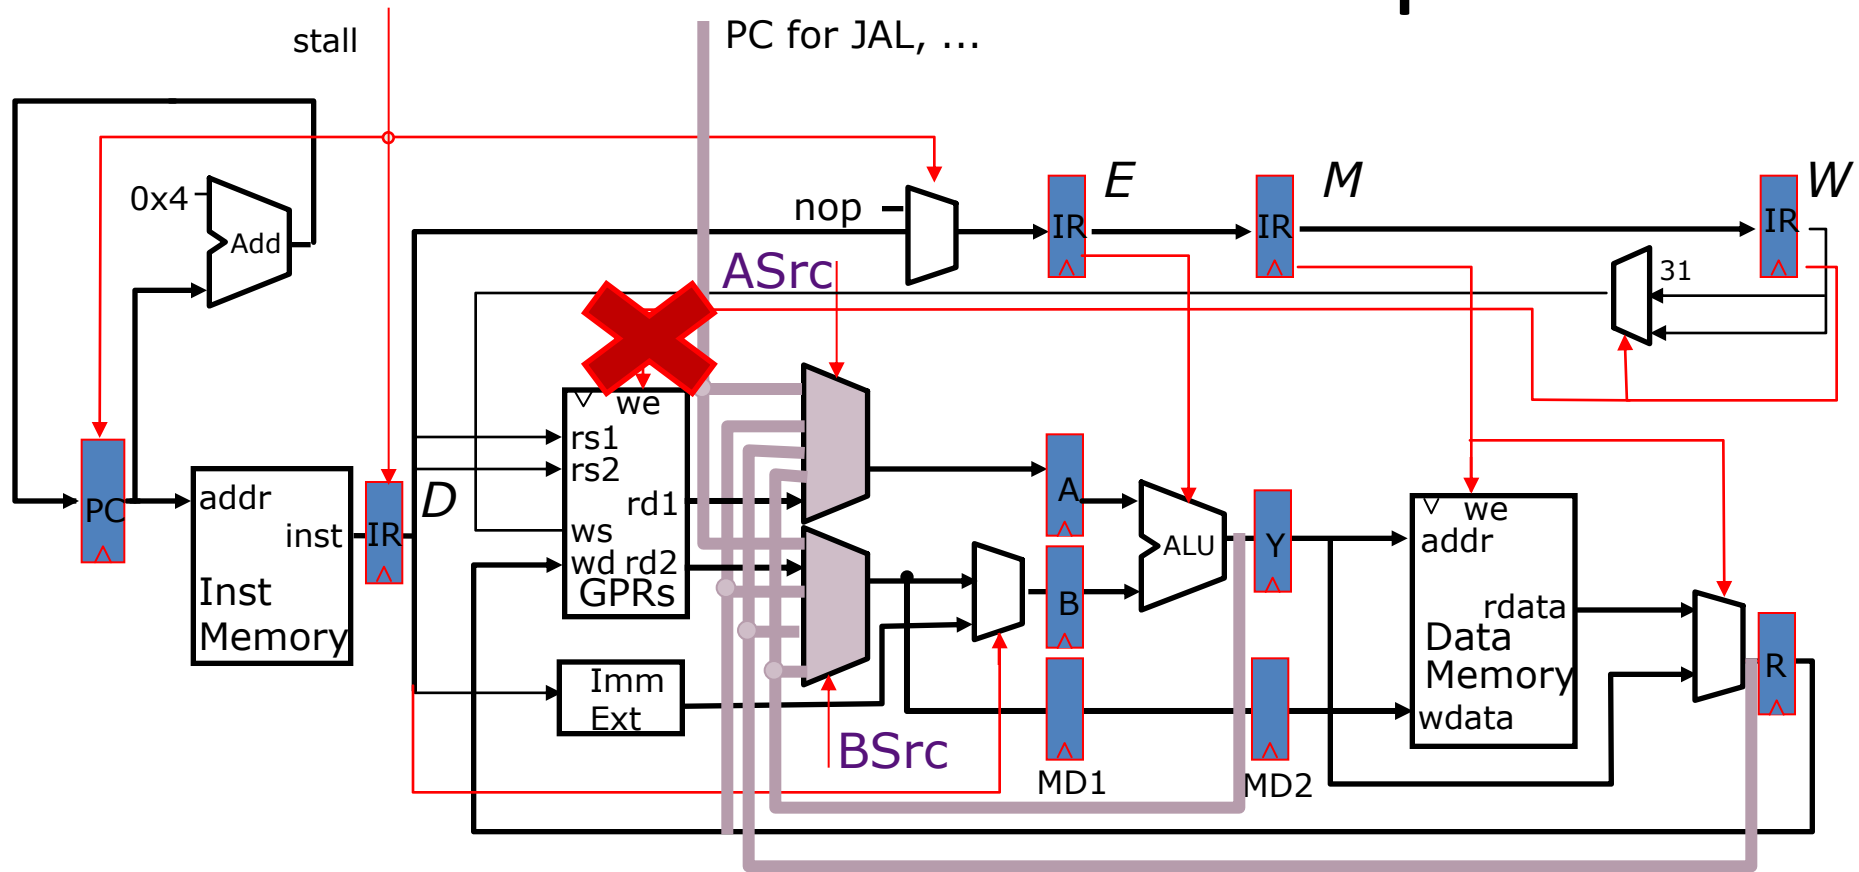 stall
PC for JAL, ...
0x4
Add
nop
IR
E
IR
M
IR
W
ASrc
31
we
rs1
rs2
rd1
ws
wd rd2
GPRs
PC
addr
inst
Inst
Memory
IR
D
A
B
ALU
Y
we
addr
rdata
Data
Memory
wdata
R
Imm
Ext
BSrc
MD1
MD2